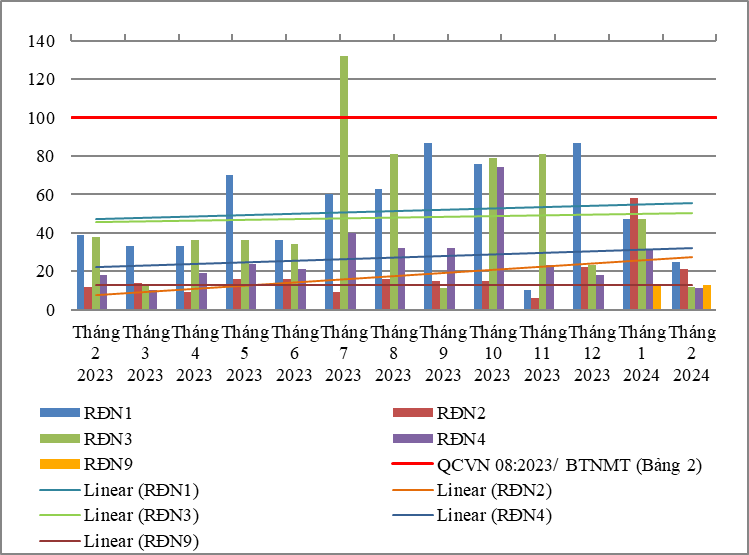 140
120
100
80
60
40
20
0
Tháng Tháng Tháng Tháng Tháng Tháng Tháng Tháng Tháng Tháng Tháng Tháng Tháng
2 3 4 5 6 7 8 9 10 11 12 1 2
2023 2023 2023 2023 2023 2023 2023 2023 2023 2023 2023 2024 2024
RĐN1 RĐN2
RĐN3 RĐN4
RĐN9 QCVN 08:2023/ BTNMT (Bảng 2)
Linear (RĐN1) Linear (RĐN2)
Linear (RĐN3) Linear (RĐN4)
Linear (RĐN9)